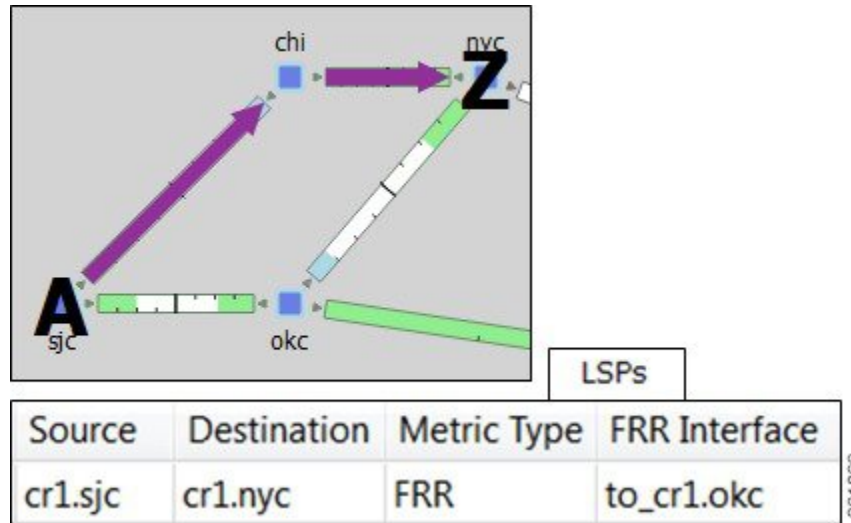 chi
nyc
Z
A
sjc
okc
LSPs
Source Destination Metric Type FRR Interface
cr1.sjc cr1.nyc FRR to_cr1.okc